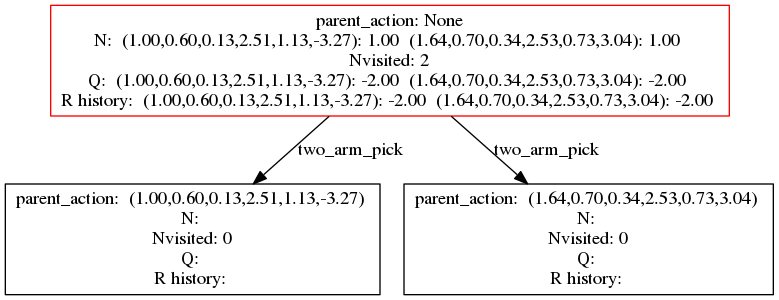 parent_action: None
N: (1.00,0.60,0.13,2.51,1.13,-3.27): 1.00 (1.64,0.70,0.34,2.53,0.73,3.04): 1.00
Nvisited: 2
Q: (1.00,0.60,0.13,2.51,1.13,-3.27): -2.00 (1.64,0.70,0.34,2.53,0.73,3.04): -2.00
R history: (1.00,0.60,0.13,2.51,1.13,-3.27): -2.00 (1.64,0.70,0.34,2.53,0.73,3.04): -2.00
two_arm_pick
two_arm_pick
parent_action: (1.00,0.60,0.13,2.51,1.13,-3.27)
N:
Nvisited: 0
Q:
R history:
parent_action: (1.64,0.70,0.34,2.53,0.73,3.04)
N:
Nvisited: 0
Q:
R history: